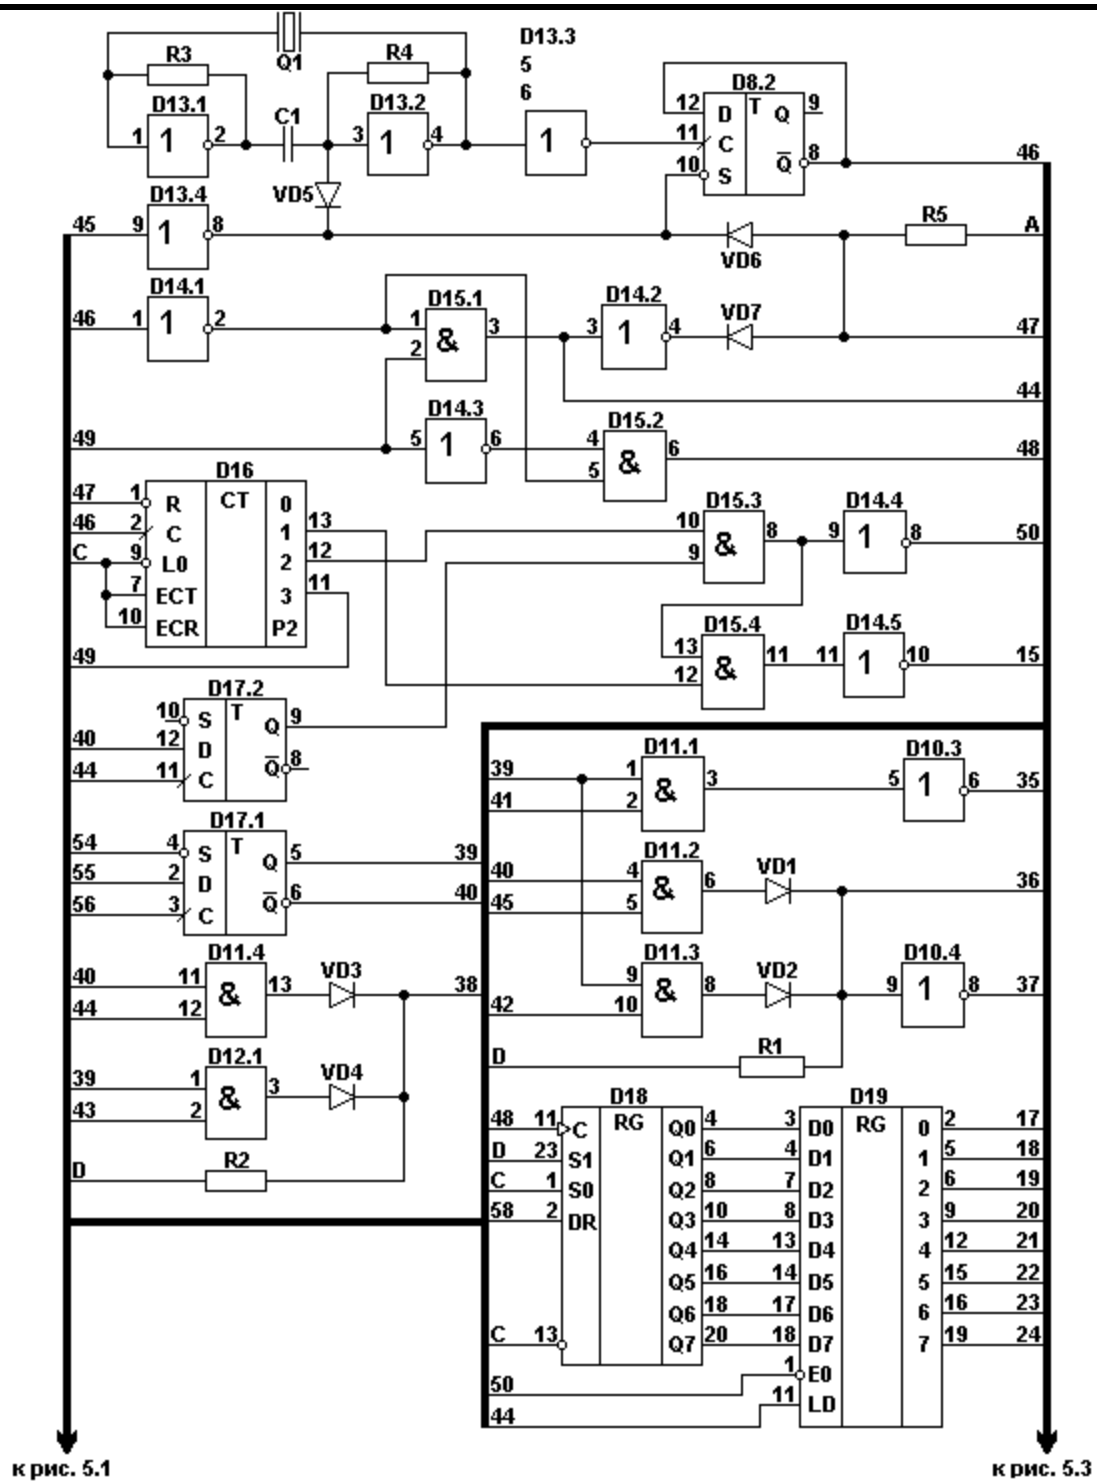 D13.3
5
6
Q1
R3
R4
D13.1
1 1 2
C1
D13.2
3 1 4
1
D8.2
12 D T Q 9
11 C
10 S Q 8
46
VD5
D13.4
45 9 1 8
VD6
R5
A
D14.1
46 1 1 2
D15.1
1 & 3
2
D14.2
3 1 4
VD7
47
44
D14.3
49 5 1 6
D15.2
4 & 6
5
48
D16
47 1 R CT 0
46 2 C 1 13
C 9 L0 2 12
7 ECT 3 11
10 ECR P2
49
D15.3
10 & 8
9
D14.4
9 1 8
50
D15.4
13 & 11
12
D14.5
11 1 10
15
D17.2
10 S T Q 9
40 12 D
44 11 C Q 8
D17.1
54 4 S T Q 5 39
55 2 D
56 3 C Q 6 40
D11.1
39 1 & 3
41 2
D10.3
5 1 6
35
D11.2
40 4 & 6
45 5
VD1
36
D11.3
9 & 8
42 10
VD2
D10.4
9 1 8
37
D R1
D11.4
40 11 & 13
44 12
VD3
38
D12.1
39 1 & 3
43 2
VD4
D R2
D18
D19
48 11 C RG Q0 4 3 D0 RG 0 2 17
D 23 S1 Q1 6 4 D1 1 5 18
C 1 S0 Q2 8 7 D2 2 6 19
58 2 DR Q3 10 8 D3 3 9 20
Q4 14 13 D4 4 12 21
Q5 16 14 D5 5 15 22
Q6 18 17 D6 6 16 23
C 13 Q7 20 18 D7 7 19 24
50 1 E0
44 11 LD
к рис. 5.1
к рис. 5.3